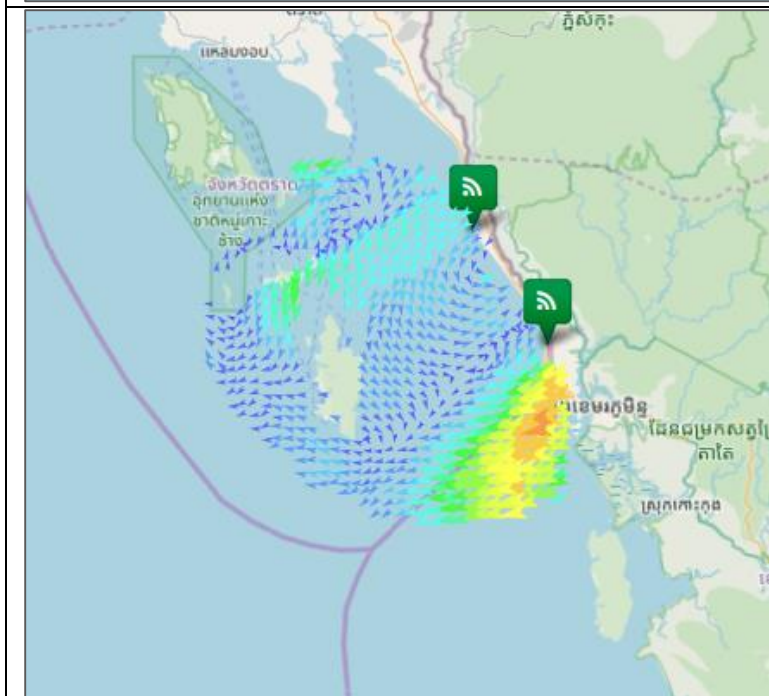 ភ្នំសំកុះ
แหลมงอบ
จังหวัดตราด
อุทยานแห่ง
ชาติหมู่เกาะ
ช้าง
ខេមរភូមិន្ទ
ដែនជម្រកសត្វព្រៃ
តាតៃ
ស្រុកកោះកុង